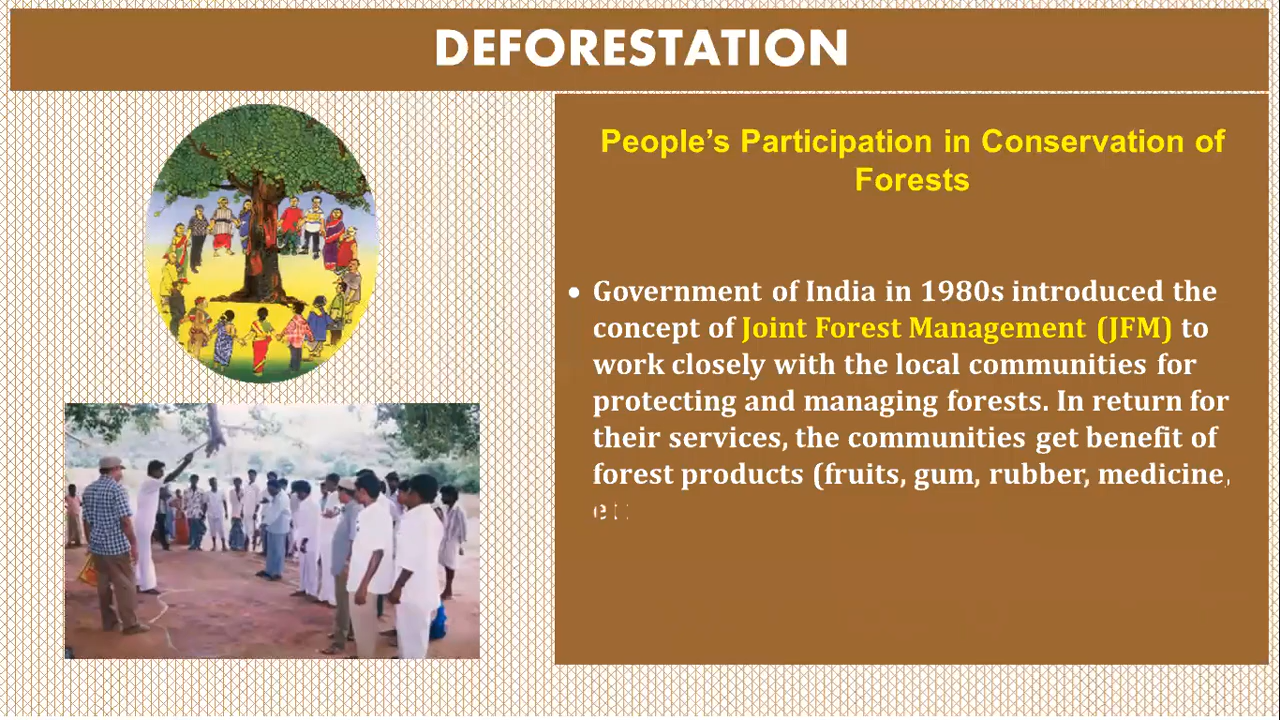 DEFORESTATION
People’s Participation in Conservation of
Forests
• Government of India in 1980s introduced the
concept of Joint Forest Management (JFM) to
work closely with the local communities for
protecting and managing forests. In return for
their services, the communities get benefit of
forest products (fruits, gum, rubber, medicine,